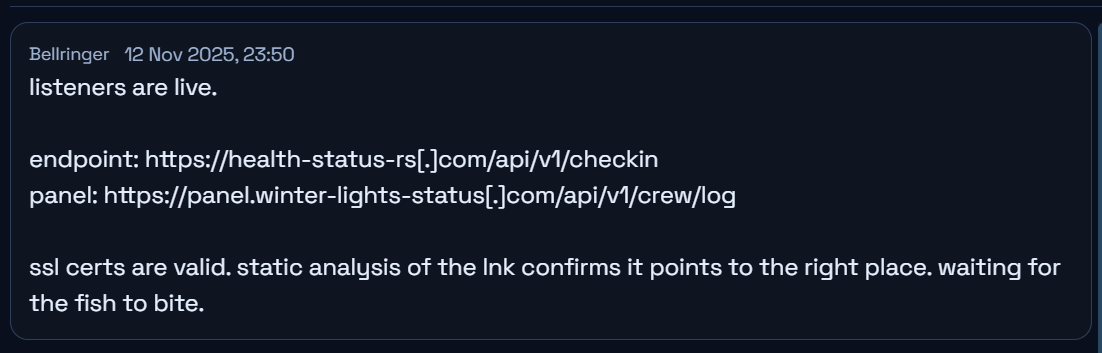 Bellringer 12 Nov 2025, 23:50
listeners are live.
endpoint: https://health-status-rs[.]com/api/v1/checkin
panel: https://panel.winter-lights-status[.]com/api/v1/crew/log
ssl certs are valid. static analysis of the lnk confirms it points to the right place. waiting for
the fish to bite.